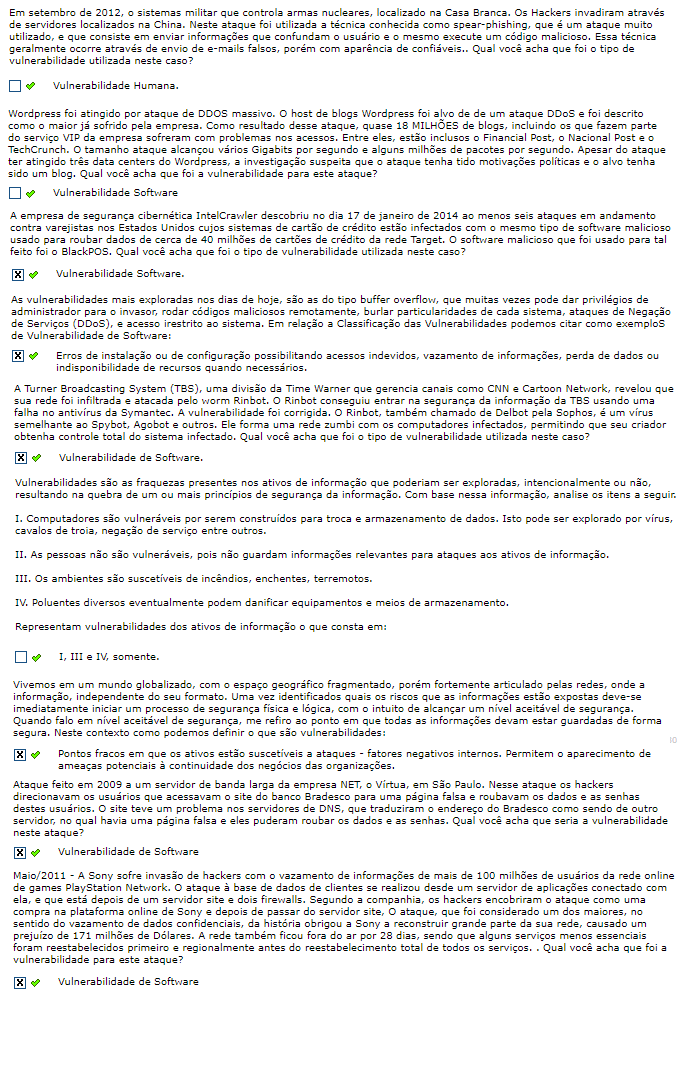 Em setembro de 2012, o sistemas militar que controla armas nucleares, localizado na Casa Branca. Os Hackers invadiram através
de servidores localizados na China. Neste ataque foi utilizada a técnica conhecida como spear-phishing, que é um ataque muito
utilizado, e que consiste em enviar informações que confundam o usuário e o mesmo execute um código malicioso. Essa técnica
geralmente ocorre através de envio de e-mails falsos, porém com aparência de confiáveis.. Qual você acha que foi o tipo de
vulnerabilidade utilizada neste caso?
Vulnerabilidade Humana.
Wordpress foi atingido por ataque de DDOS massivo. O host de blogs Wordpress foi alvo de de um ataque DDoS e foi descrito
como o maior já sofrido pela empresa. Como resultado desse ataque, quase 18 MILHÕES de blogs, incluindo os que fazem parte
do serviço VIP da empresa sofreram com problemas nos acessos. Entre eles, estão inclusos o Financial Post, o Nacional Post e o
TechCrunch. O tamanho ataque alcançou vários Gigabits por segundo e alguns milhões de pacotes por segundo. Apesar do ataque
ter atingido três data centers do Wordpress, a investigação suspeita que o ataque tenha tido motivações políticas e o alvo tenha
sido um blog. Qual você acha que foi a vulnerabilidade para este ataque?
Vulnerabilidade Software
A empresa de segurança cibernética IntelCrawler descobriu no dia 17 de janeiro de 2014 ao menos seis ataques em andamento
contra varejistas nos Estados Unidos cujos sistemas de cartão de crédito estão infectados com o mesmo tipo de software malicioso
usado para roubar dados de cerca de 40 milhões de cartões de crédito da rede Target. O software malicioso que foi usado para tal
feito foi o BlackPOS. Qual você acha que foi o tipo de vulnerabilidade utilizada neste caso?
Vulnerabilidade Software.
As vulnerabilidades mais exploradas nos dias de hoje, são as do tipo buffer overflow, que muitas vezes pode dar privilégios de
administrador para o invasor, rodar códigos maliciosos remotamente, burlar particularidades de cada sistema, ataques de Negação
de Serviços (DDoS), e acesso irestrito ao sistema. Em relação a Classificação das Vulnerabilidades podemos citar como exemploS
de Vulnerabilidade de Software:
Erros de instalação ou de configuração possibilitando acessos indevidos, vazamento de informações, perda de dados ou
indisponibilidade de recursos quando necessários.
A Turner Broadcasting System (TBS), uma divisão da Time Warner que gerencia canais como CNN e Cartoon Network, revelou que
sua rede foi infiltrada e atacada pelo worm Rinbot. O Rinbot conseguiu entrar na segurança da informação da TBS usando uma
falha no antivírus da Symantec. A vulnerabilidade foi corrigida. O Rinbot, também chamado de Delbot pela Sophos, é um vírus
semelhante ao Spybot, Agobot e outros. Ele forma uma rede zumbi com os computadores infectados, permitindo que seu criador
obtenha controle total do sistema infectado. Qual você acha que foi o tipo de vulnerabilidade utilizada neste caso?
Vulnerabilidade de Software.
Vulnerabilidades são as fraquezas presentes nos ativos de informação que poderiam ser exploradas, intencionalmente ou não,
resultando na quebra de um ou mais princípios de segurança da informação. Com base nessa informação, analise os itens a seguir.
I. Computadores são vulneráveis por serem construídos para troca e armazenamento de dados. Isto pode ser explorado por vírus,
cavalos de troia, negação de serviço entre outros.
II. As pessoas não são vulneráveis, pois não guardam informações relevantes para ataques aos ativos de informação.
III. Os ambientes são suscetíveis de incêndios, enchentes, terremotos.
IV. Poluentes diversos eventualmente podem danificar equipamentos e meios de armazenamento.
Representam vulnerabilidades dos ativos de informação o que consta em:
I, III e IV, somente.
Vivemos em um mundo globalizado, com o espaço geográfico fragmentado, porém fortemente articulado pelas redes, onde a
informação, independente do seu formato. Uma vez identificados quais os riscos que as informações estão expostas deve-se
imediatamente iniciar um processo de segurança física e lógica, com o intuito de alcançar um nível aceitável de segurança.
Quando falo em nível aceitável de segurança, me refiro ao ponto em que todas as informações devam estar guardadas de forma
segura. Neste contexto como podemos definir o que são vulnerabilidades:
Pontos fracos em que os ativos estão suscetíveis a ataques - fatores negativos internos. Permitem o aparecimento de
ameaças potenciais à continuidade dos negócios das organizações.
Ataque feito em 2009 a um servidor de banda larga da empresa NET, o Vírtua, em São Paulo. Nesse ataque os hackers
direcionavam os usuários que acessavam o site do banco Bradesco para uma página falsa e roubavam os dados e as senhas
destes usuários. O site teve um problema nos servidores de DNS, que traduziram o endereço do Bradesco como sendo de outro
servidor, no qual havia uma página falsa e eles puderam roubar os dados e as senhas. Qual você acha que seria a vulnerabilidade
neste ataque?
Vulnerabilidade de Software
Maio/2011 - A Sony sofre invasão de hackers com o vazamento de informações de mais de 100 milhões de usuários da rede online
de games PlayStation Network. O ataque à base de dados de clientes se realizou desde um servidor de aplicações conectado com
ela, e que está depois de um servidor site e dois firewalls. Segundo a companhia, os hackers encobriram o ataque como uma
compra na plataforma online de Sony e depois de passar do servidor site, O ataque, que foi considerado um dos maiores, no
sentido do vazamento de dados confidenciais, da história obrigou a Sony a reconstruir grande parte da sua rede, causado um
prejuízo de 171 milhões de Dólares. A rede também ficou fora do ar por 28 dias, sendo que alguns serviços menos essenciais
foram reestabelecidos primeiro e regionalmente antes do reestabelecimento total de todos os serviços. . Qual você acha que foi a
vulnerabilidade para este ataque?
Vulnerabilidade de Software